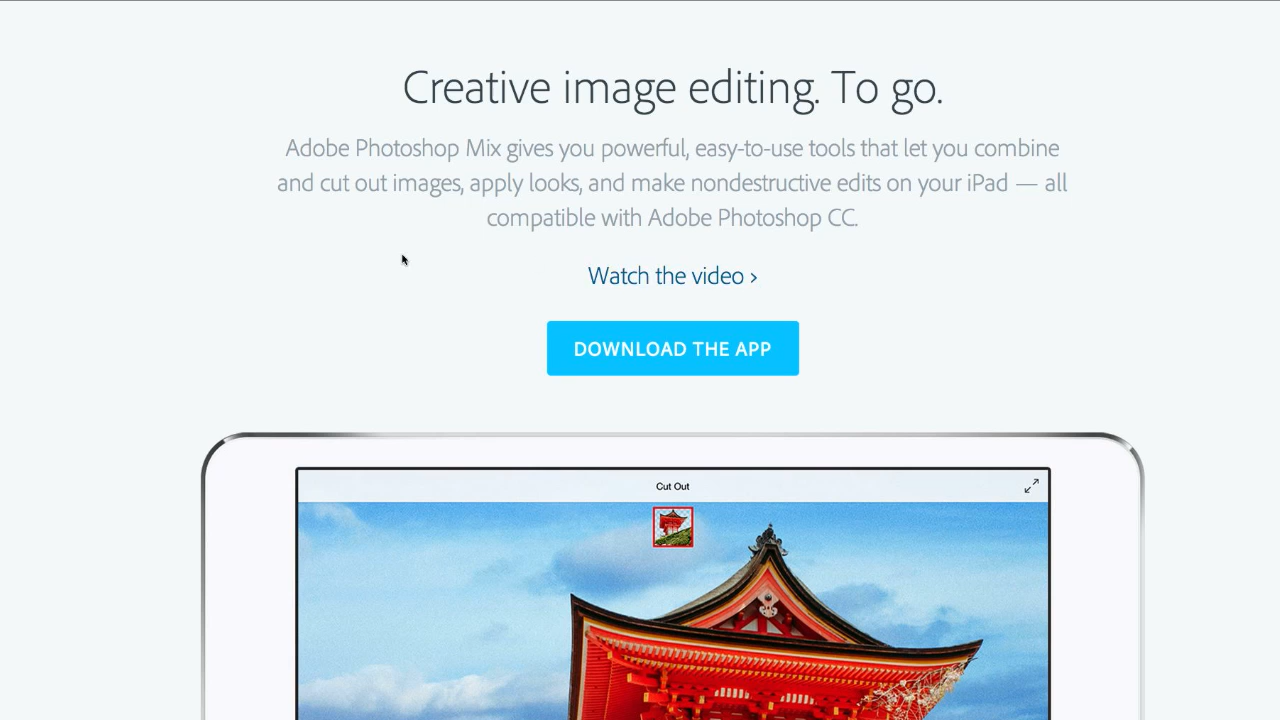 Creative image editing. To go.
Adobe Photoshop Mix gives you powerful, easy-to-use tools that let you combine
and cut out images, apply looks, and make nondestructive edits on your iPad — all
compatible with Adobe Photoshop CC.
Watch the video ›
DOWNLOAD THE APP
Cut Out